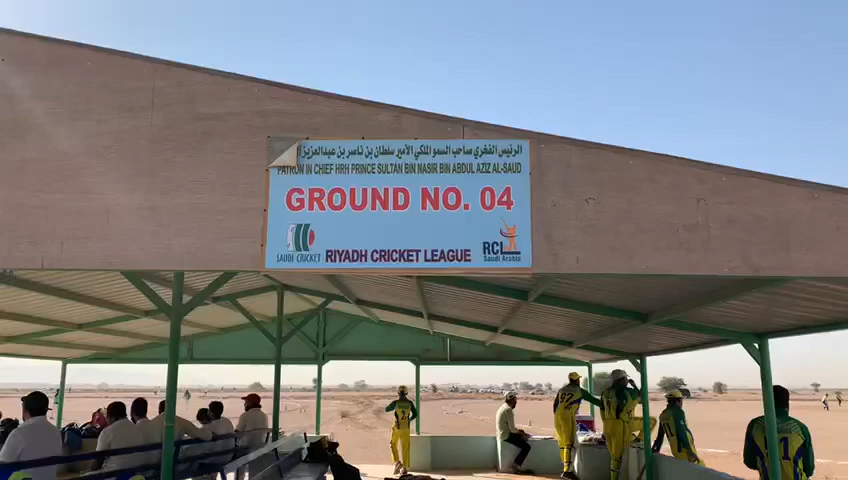 الرئيس الفخري صاحب السمو الملكي الأمير سلطان بن ناصر بن عبدالعزيز
PATRON IN CHIEF HRH PRINCE SULTAN BIN NASIR BIN ABDUL AZIZ AL-SAUD
GROUND NO. 04
SAUDI CRICKET
RIYADH CRICKET LEAGUE
RCL
Saudi Arabia
97